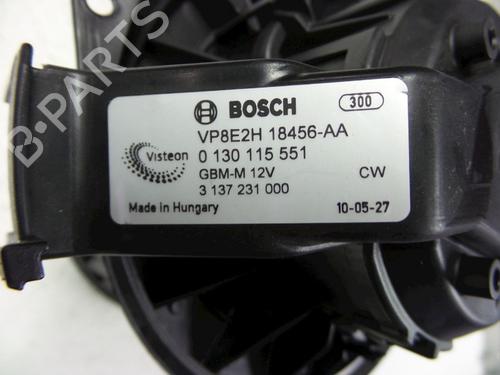 BOSCH 300
VP8E2H 18456-AA
Visteon 0 130 115 551
GBM-M 12V CW
3 137 231 000
Made in Hungary 10-05-27
B-PARTS